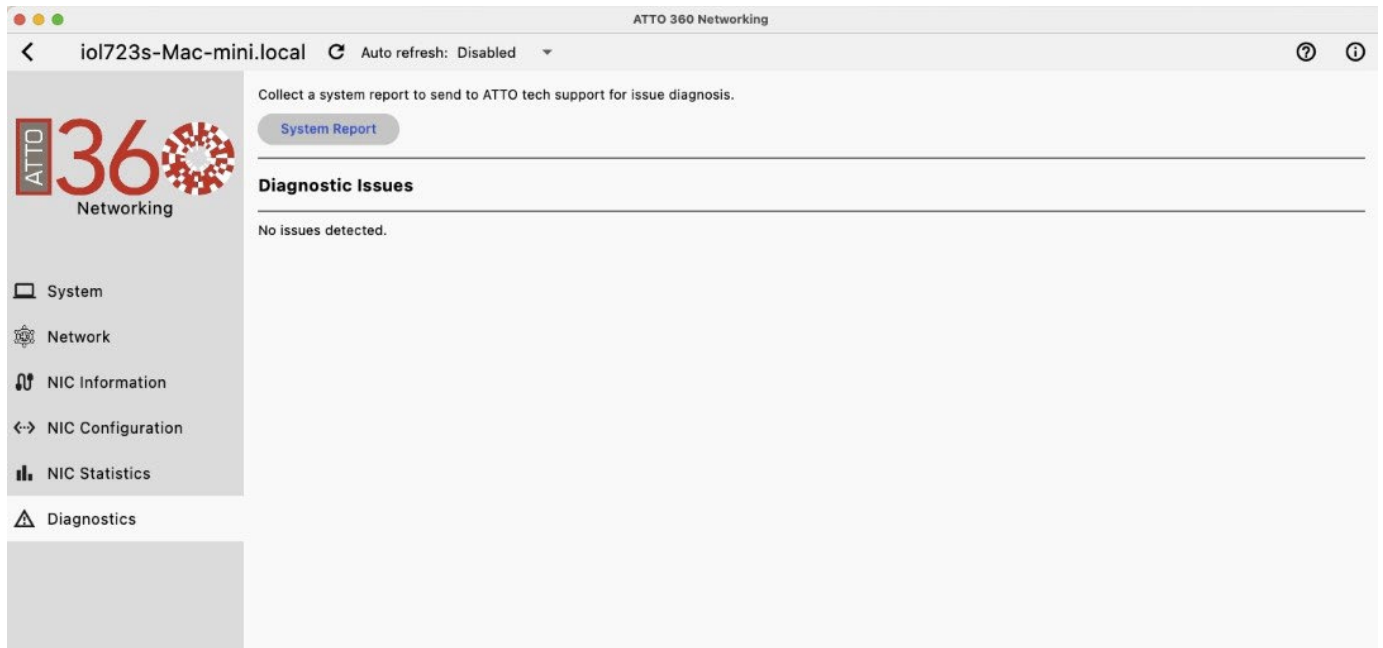 ATTO 360 Networking
iol723s-Mac-mini.local Auto refresh: Disabled
Collect a system report to send to ATTO tech support for issue diagnosis.
System Report
ATTO 360
Networking
Diagnostic Issues
No issues detected.
System
Network
NIC Information
NIC Configuration
NIC Statistics
Diagnostics